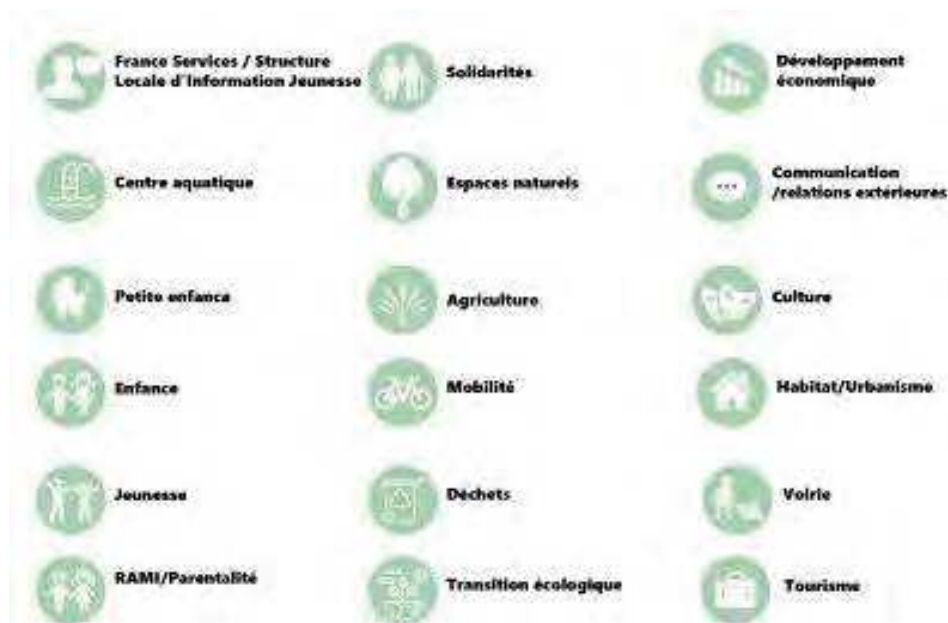 France Services / Structure
Locale d'Information Jeunesse
Solidarités
Développement
économique
Centre aquatique
Espaces naturels
Communication
/relations extérieures
Petite enfance
Agriculture
Culture
Enfance
Mobilité
Habitat/Urbanisme
Jeunesse
Déchets
Voirie
RAMI/Parentalité
Transition écologique
Tourisme